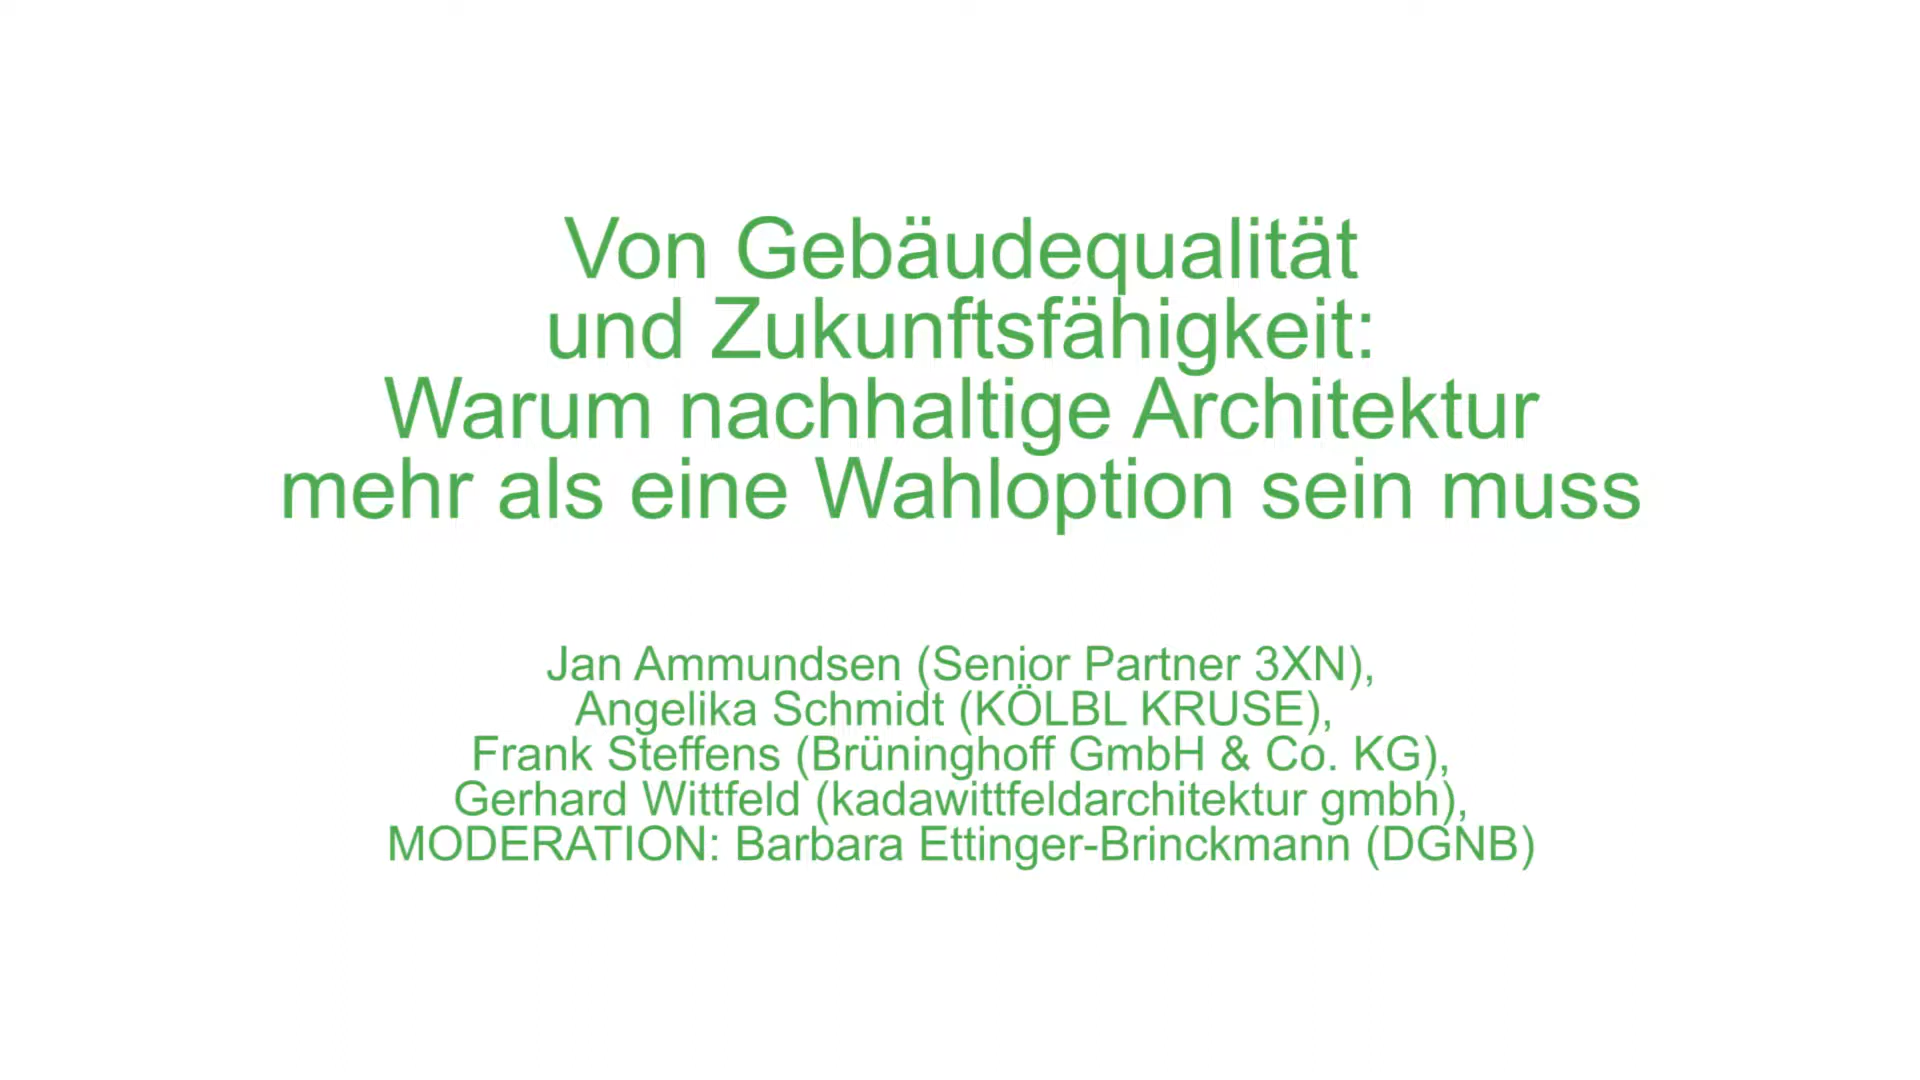 Von Gebäudequalität
und Zukunftsfähigkeit:
Warum nachhaltige Architektur
mehr als eine Wahloption sein muss
Jan Ammundsen (Senior Partner 3XN),
Angelika Schmidt (KÖLBL KRUSE),
Frank Steffens (Brüninghoff GmbH & Co. KG),
Gerhard Wittfeld (kadawittfeldarchitektur gmbh),
MODERATION: Barbara Ettinger-Brinckmann (DGNB)